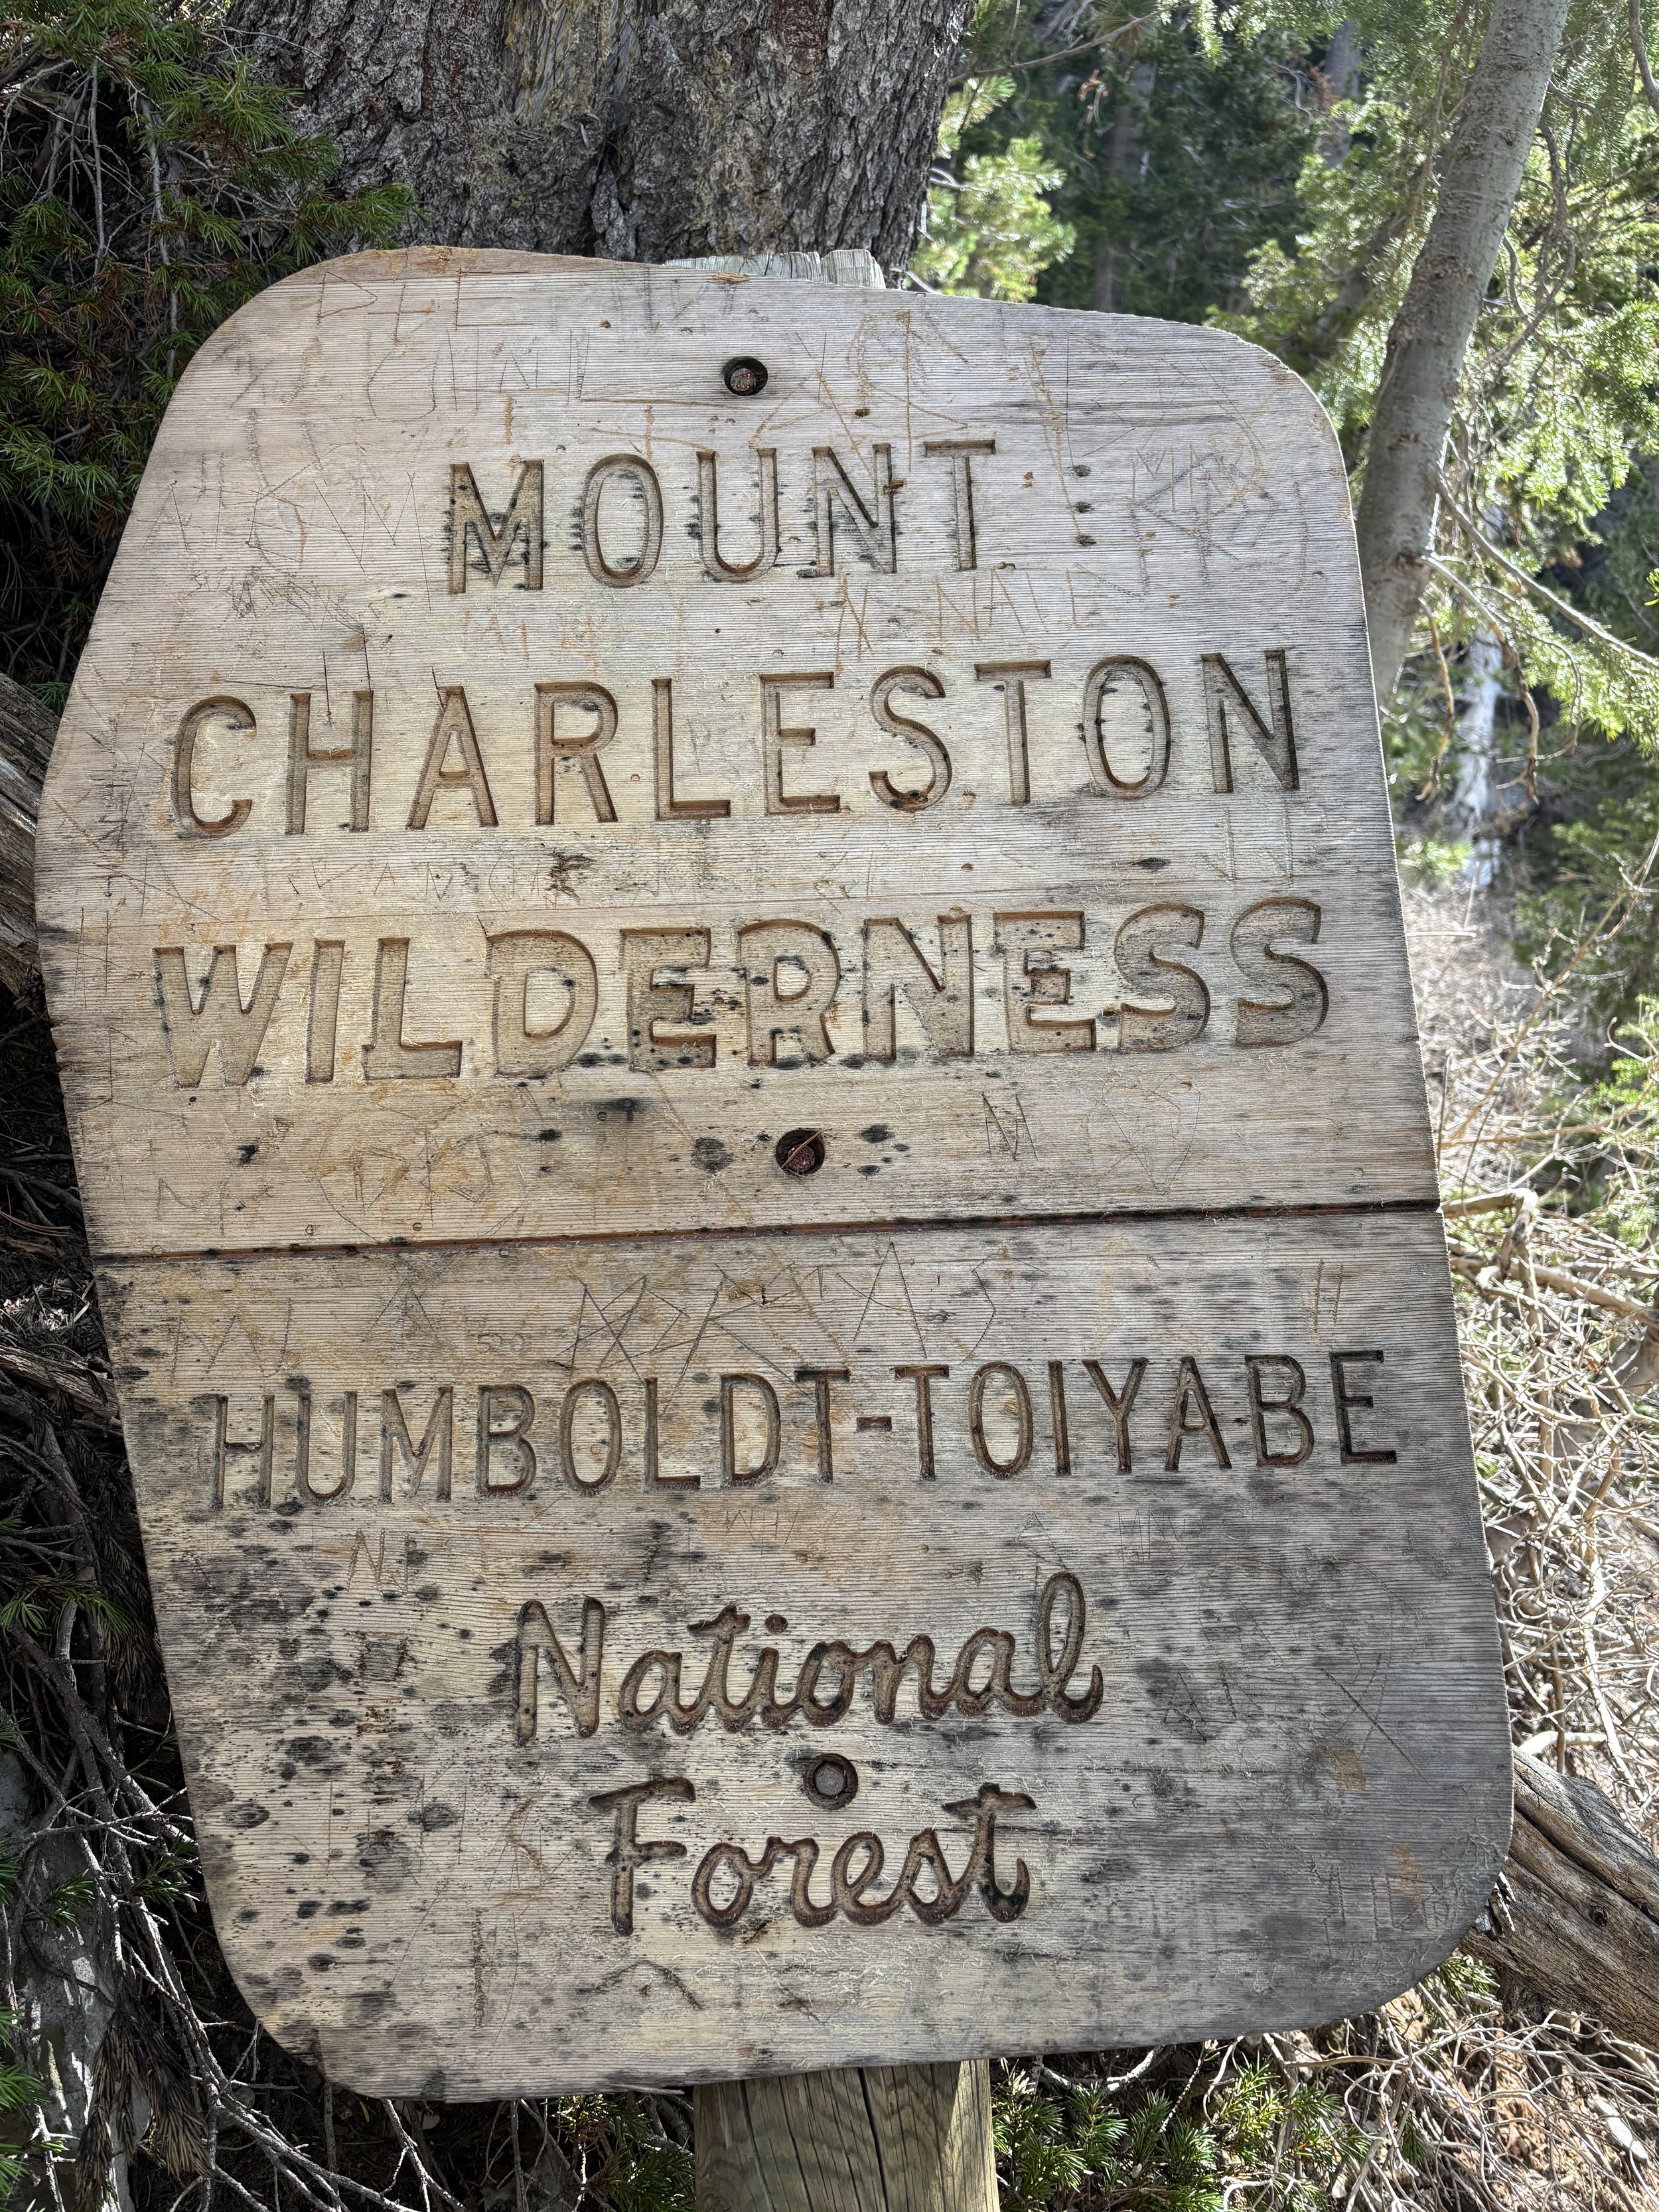 MOUNT
CHARLESTON
WILDERNESS
HUMBOLDT-TOIYABE
National
Forest